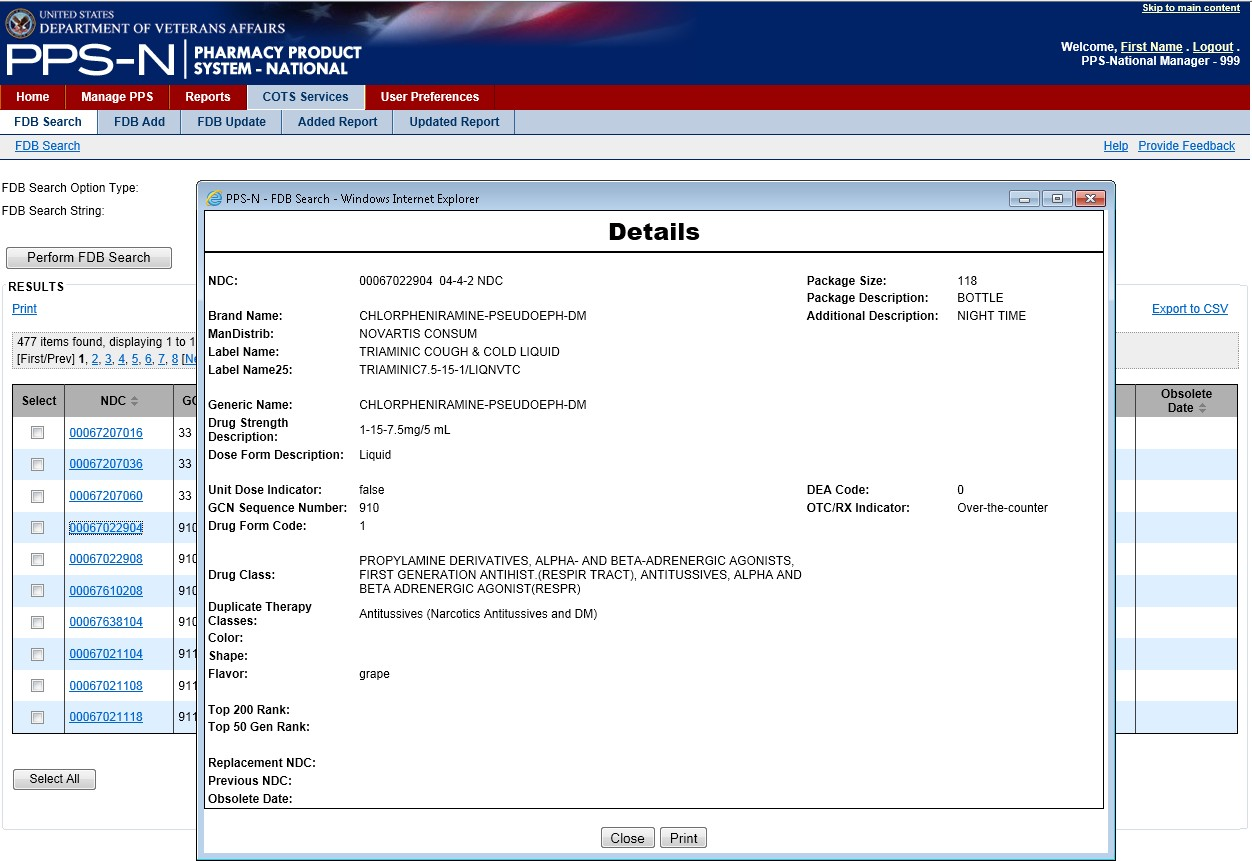 Skip to main content
UNITED STATES
DEPARTMENT OF VETERANS AFFAIRS
PPS-N PHARMACY PRODUCT
SYSTEM - NATIONAL
Welcome, First Name . Logout .
PPS-National Manager - 999
Home Manage PPS Reports COTS Services User Preferences
FDB Search FDB Add FDB Update Added Report Updated Report
FDB Search Help Provide Feedback
FDB Search Option Type:
FDB Search String:
Perform FDB Search
RESULTS
Print Export to CSV
477 items found, displaying 1 to 1
[First/Prev] 1, 2, 3, 4, 5, 6, 7, 8 [Ne
Select NDC GC Obsolete Date
00067207016 33
00067207036 33
00067207060 33
00067022904 910
00067022908 910
00067610208 910
00067638104 910
00067021104 911
00067021108 911
00067021118 911
Select All
PPS-N - FDB Search - Windows Internet Explorer
Details
NDC: 00067022904 04-4-2 NDC Package Size: 118
Package Description: BOTTLE
Brand Name: CHLORPHENIRAMINE-PSEUDOEPH-DM Additional Description: NIGHT TIME
ManDistrib: NOVARTIS CONSUM
Label Name: TRIAMINIC COUGH & COLD LIQUID
Label Name25: TRIAMINIC7.5-15-1/LIQNVTC
Generic Name: CHLORPHENIRAMINE-PSEUDOEPH-DM
Drug Strength
Description: 1-15-7.5mg/5 mL
Dose Form Description: Liquid
Unit Dose Indicator: false DEA Code: 0
GCN Sequence Number: 910 OTC/RX Indicator: Over-the-counter
Drug Form Code: 1
Drug Class: PROPYLAMINE DERIVATIVES, ALPHA- AND BETA-ADRENERGIC AGONISTS,
FIRST GENERATION ANTIHIST.(RESPIR TRACT), ANTITUSSIVES, ALPHA AND
BETA ADRENERGIC AGONIST(RESPR)
Duplicate Therapy
Classes: Antitussives (Narcotics Antitussives and DM)
Color:
Shape:
Flavor: grape
Top 200 Rank:
Top 50 Gen Rank:
Replacement NDC:
Previous NDC:
Obsolete Date:
Close Print